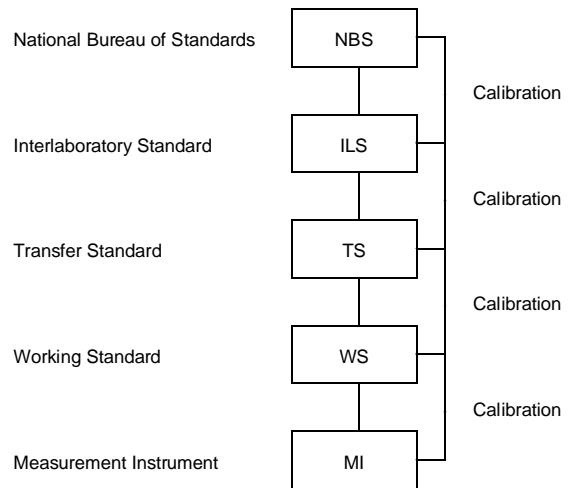 National Bureau of Standards
NBS
Calibration
Interlaboratory Standard
ILS
Calibration
Transfer Standard
TS
Calibration
Working Standard
WS
Calibration
Measurement Instrument
MI